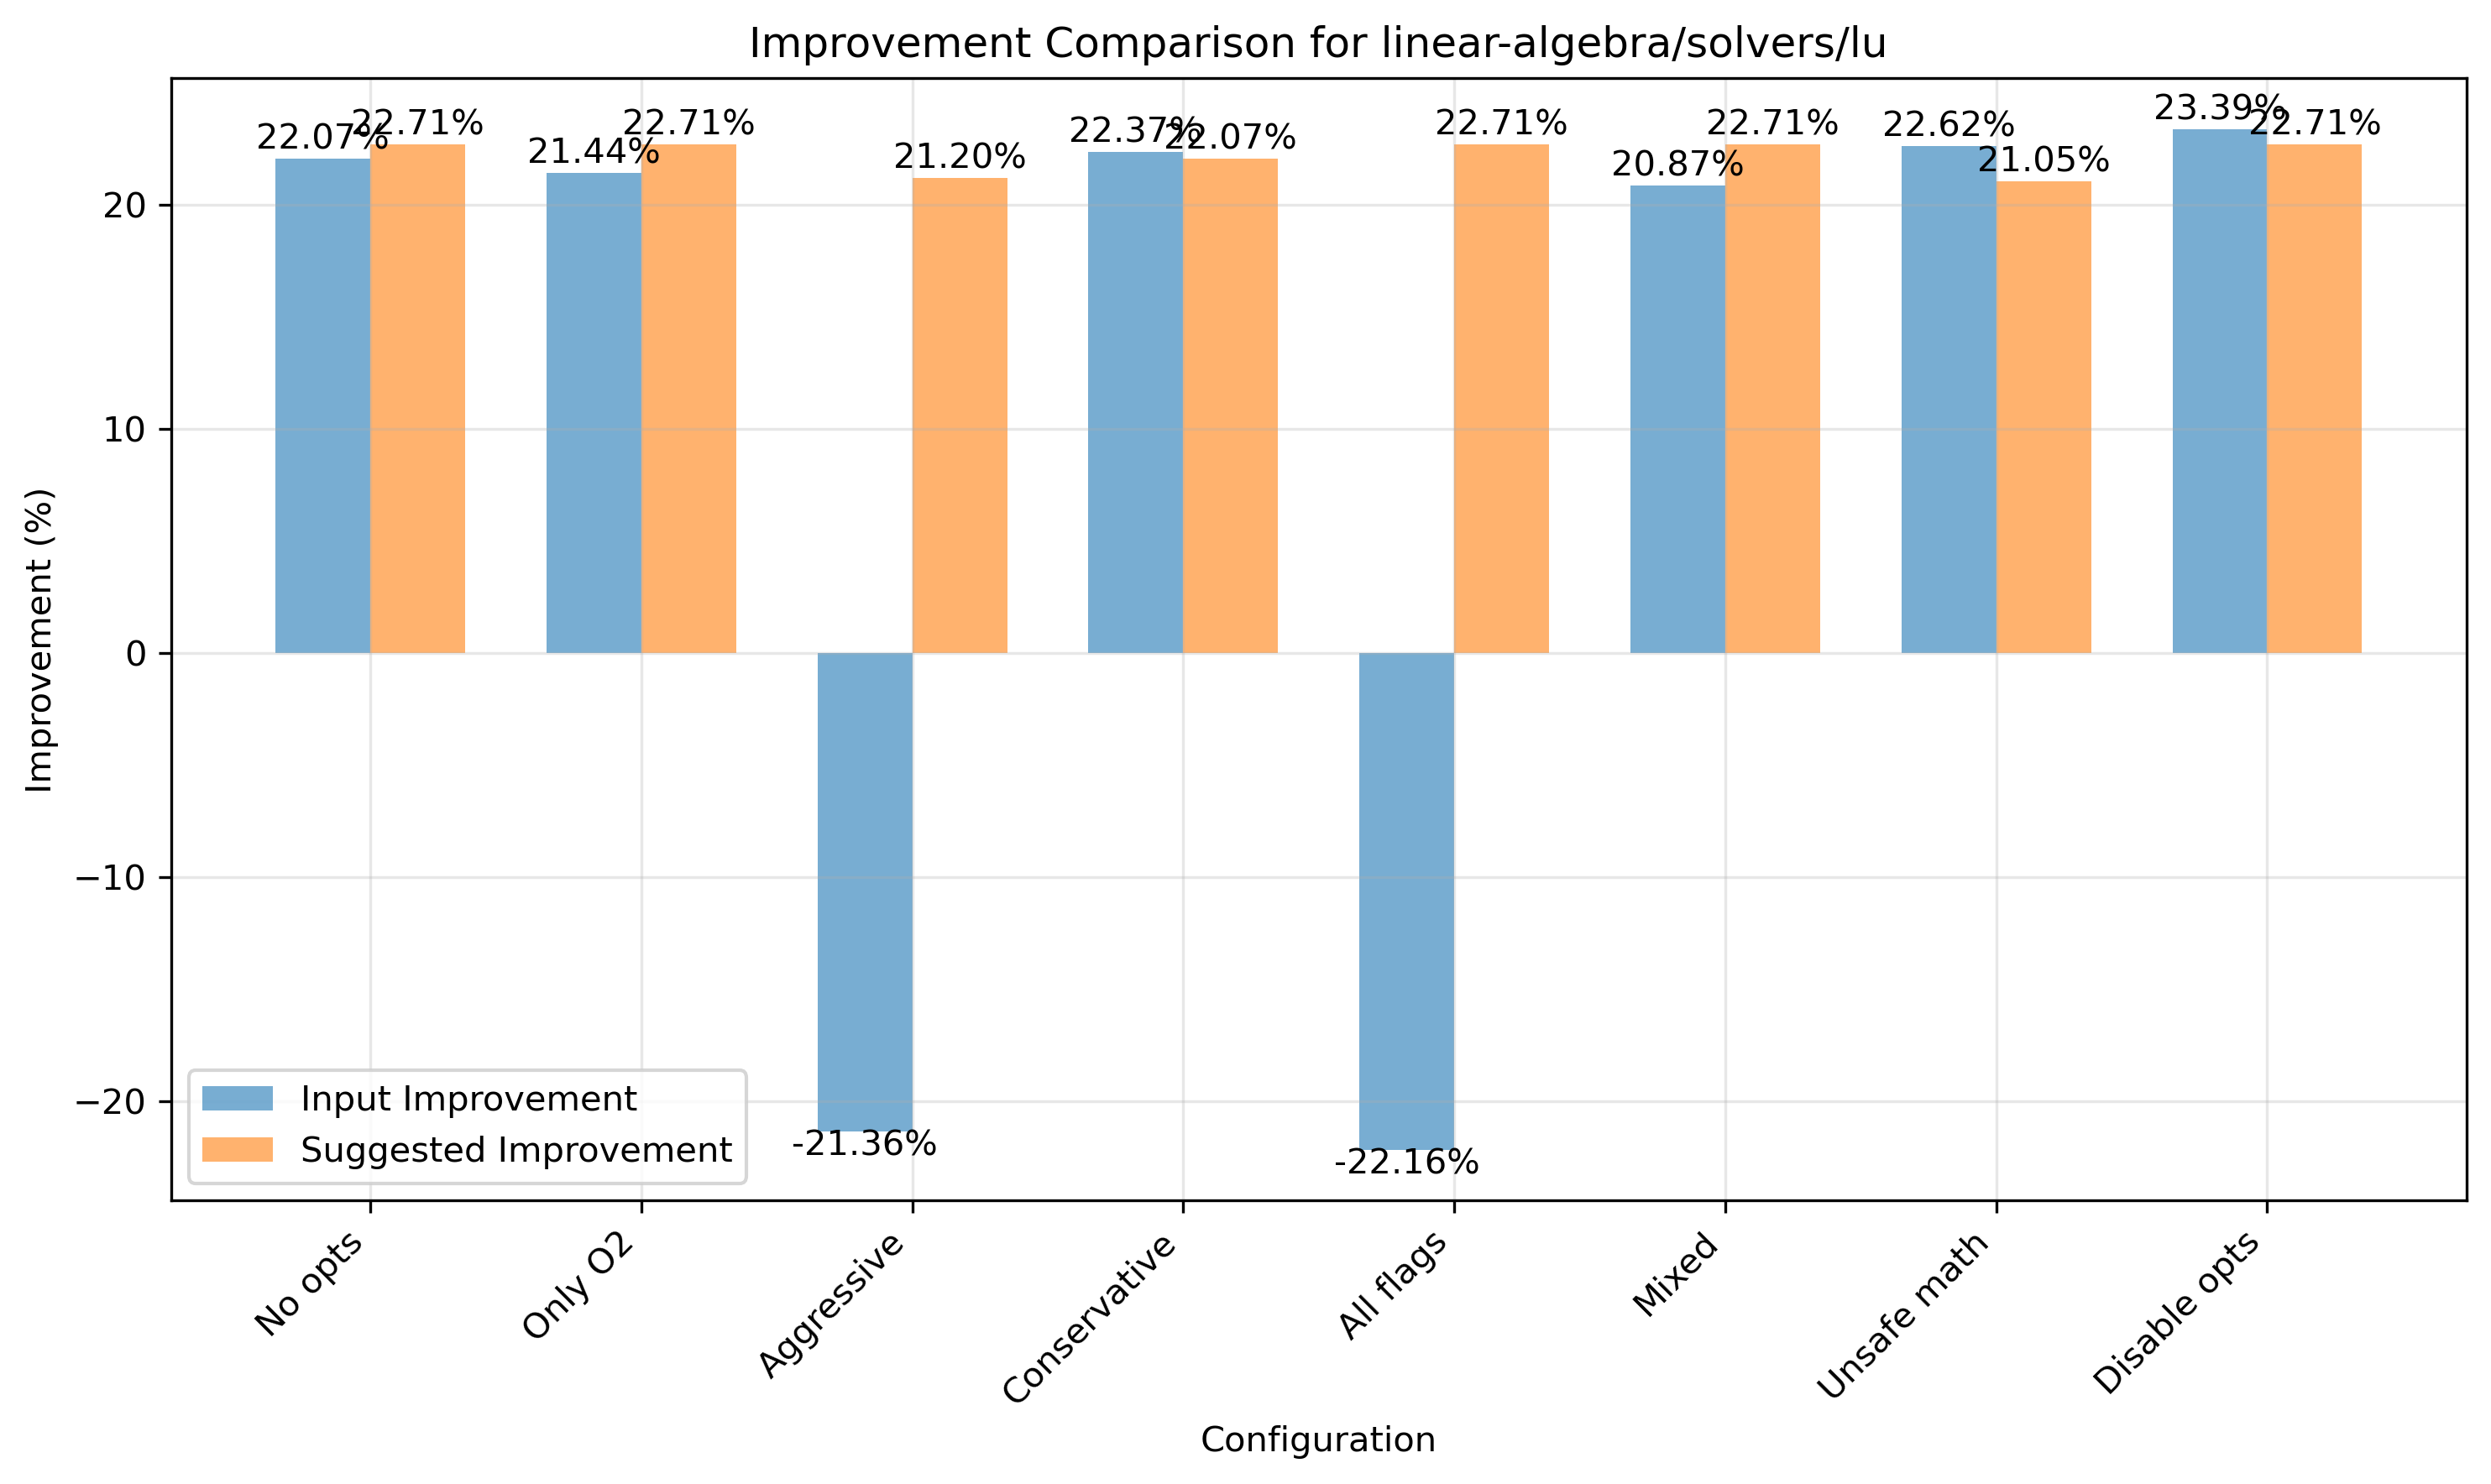 Improvement Comparison for linear-algebra/solvers/lu
22.07%
22.71%
21.44%
22.71%
-21.36%
21.20%
22.37%
22.07%
-22.16%
22.71%
20.87%
22.71%
22.62%
21.05%
23.39%
22.71%
Improvement (%)
20
10
0
−10
−20
Input Improvement
Suggested Improvement
No opts
Only O2
Aggressive
Conservative
All flags
Mixed
Unsafe math
Disable opts
Configuration